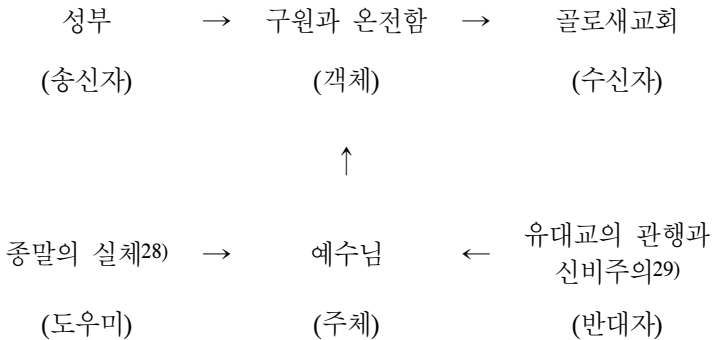 성부 → 구원과 온전함 → 골로새교회
(송신자) (객체) (수신자)
↑
종말의 실체28) → 예수님 ← 유대교의 관행과 신비주의29)
(도우미) (주체) (반대자)